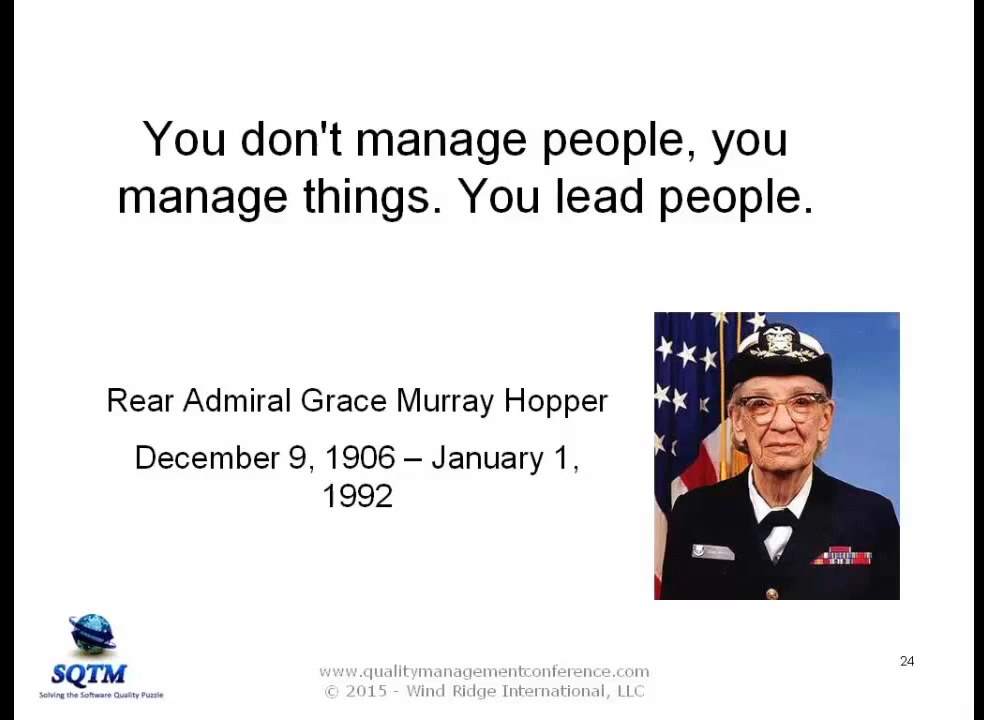 You don't manage people, you
manage things. You lead people.
Rear Admiral Grace Murray Hopper
December 9, 1906 – January 1,
1992
SQTM
Solving the Software Quality Puzzle
www.qualitymanagementconference.com
© 2015 - Wind Ridge International, LLC
24